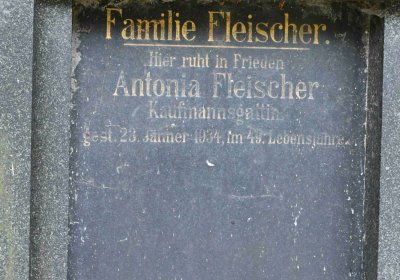 Familie Fleischer.
Hier ruht in Frieden
Antonia Fleischer
Kaufmannsgattin.
gest. 23. Jänner 1934, im 49. Lebensjahre.